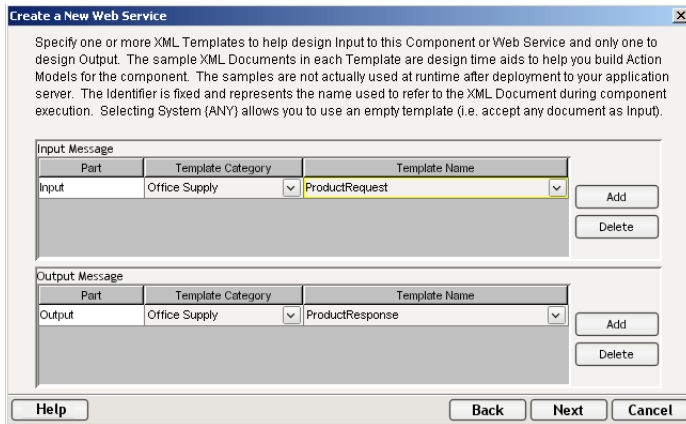 Create a New Web Service
Specify one or more XML Templates to help design Input to this Component or Web Service and only one to
design Output. The sample XML Documents in each Template are design time aids to help you build Action
Models for the component. The samples are not actually used at runtime after deployment to your application
server. The Identifier is fixed and represents the name used to refer to the XML Document during component
execution. Selecting System {ANY} allows you to use an empty template (i.e. accept any document as Input).
Input Message
Part Template Category Template Name
Input Office Supply ProductRequest
Add
Delete
Output Message
Part Template Category Template Name
Output Office Supply ProductResponse
Add
Delete
Help Back Next Cancel